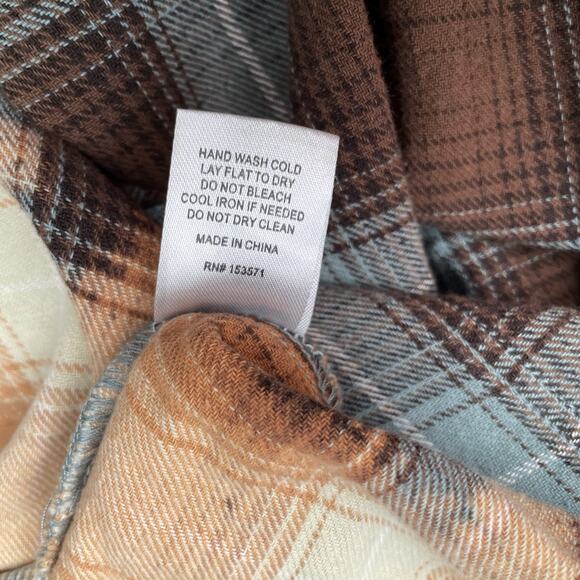 HAND WASH COLD
LAY FLAT TO DRY
DO NOT BLEACH
COOL IRON IF NEEDED
DO NOT DRY CLEAN
MADE IN CHINA
RN# 153571